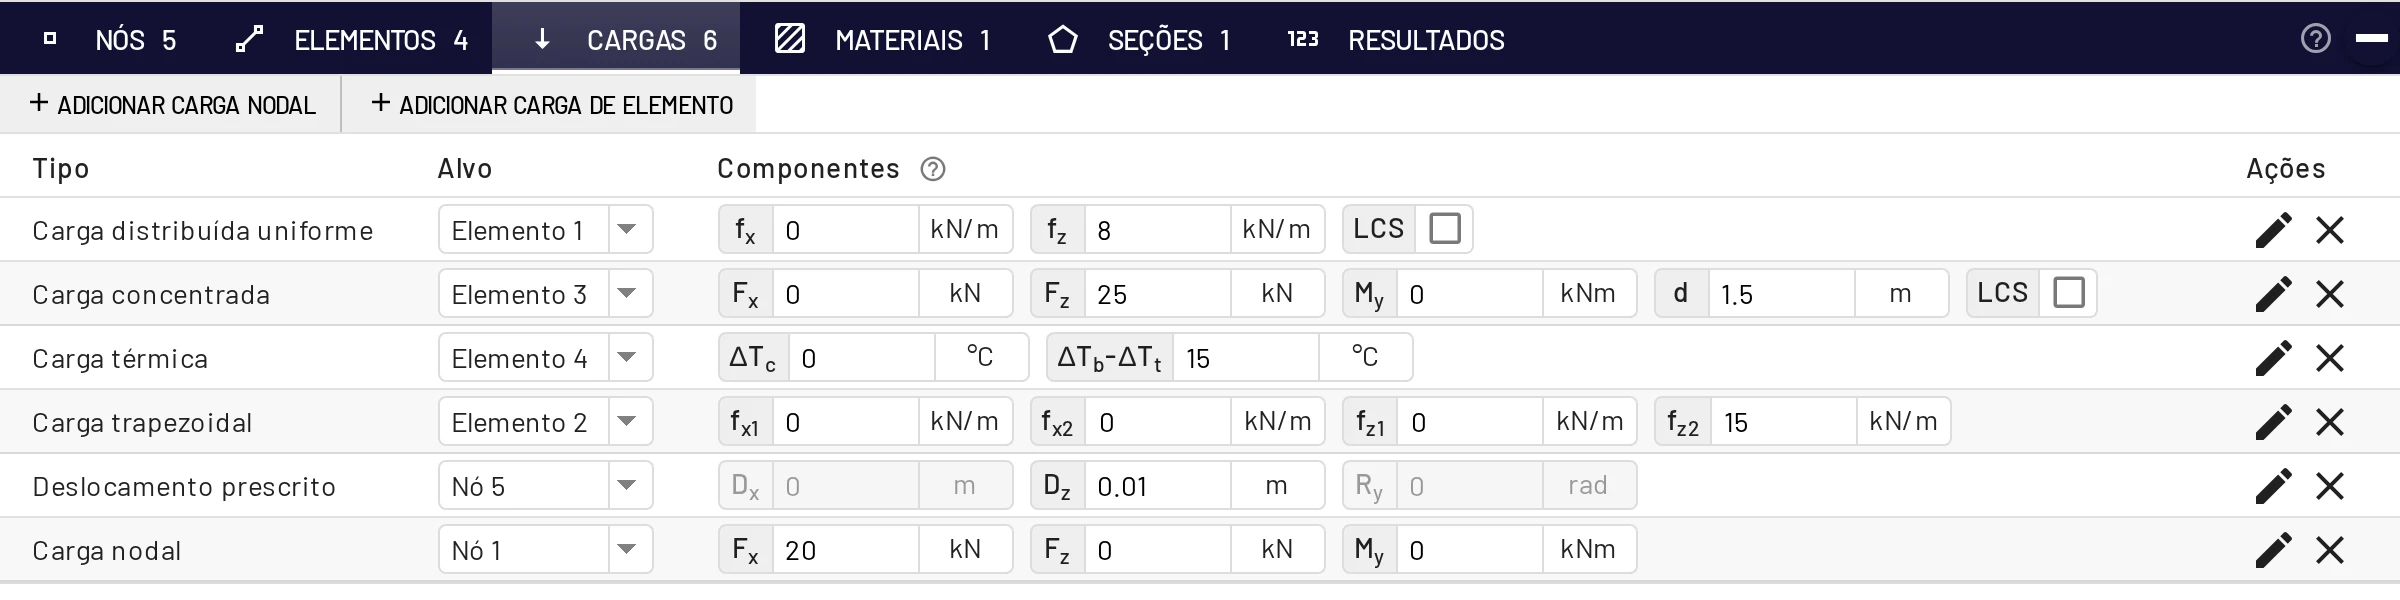 NÓS 5 ELEMENTOS 4 CARGAS 6 MATERIAIS 1 SEÇÕES 1 123 RESULTADOS ?
+ ADICIONAR CARGA NODAL + ADICIONAR CARGA DE ELEMENTO
Tipo Alvo Componentes ? Ações
Carga distribuída uniforme Elemento 1 fx 0 kN/m fz 8 kN/m LCS
Carga concentrada Elemento 3 Fx 0 kN Fz 25 kN My 0 kNm d 1.5 m LCS
Carga térmica Elemento 4 ΔTc 0 °C ΔTb-ΔTt 15 °C
Carga trapezoidal Elemento 2 fx1 0 kN/m fx2 0 kN/m fz1 0 kN/m fz2 15 kN/m
Deslocamento prescrito Nó 5 Dx 0 m Dz 0.01 m Ry 0 rad
Carga nodal Nó 1 Fx 20 kN Fz 0 kN My 0 kNm